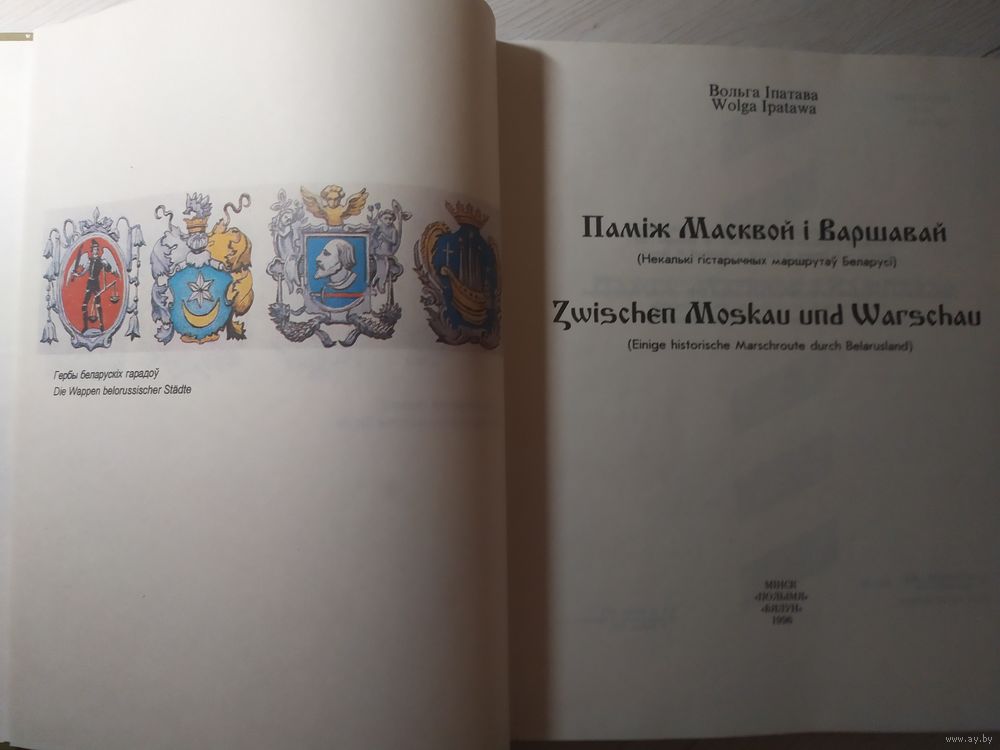 Гербы беларускіх гарадоў
Die Wappen belorussischer Städte
Вольга Іпатава
Wolga Ipatawa
Паміж Масквой і Варшавай
(Некалькі гістарычных маршрутаў Беларусі)
Zwischen Moskau und Warschau
(Einige historische Marschroute durch Belarusland)
МІНСК
«ПОЛЫМЯ»
«БЯЛУН»
1996
www.ay.by